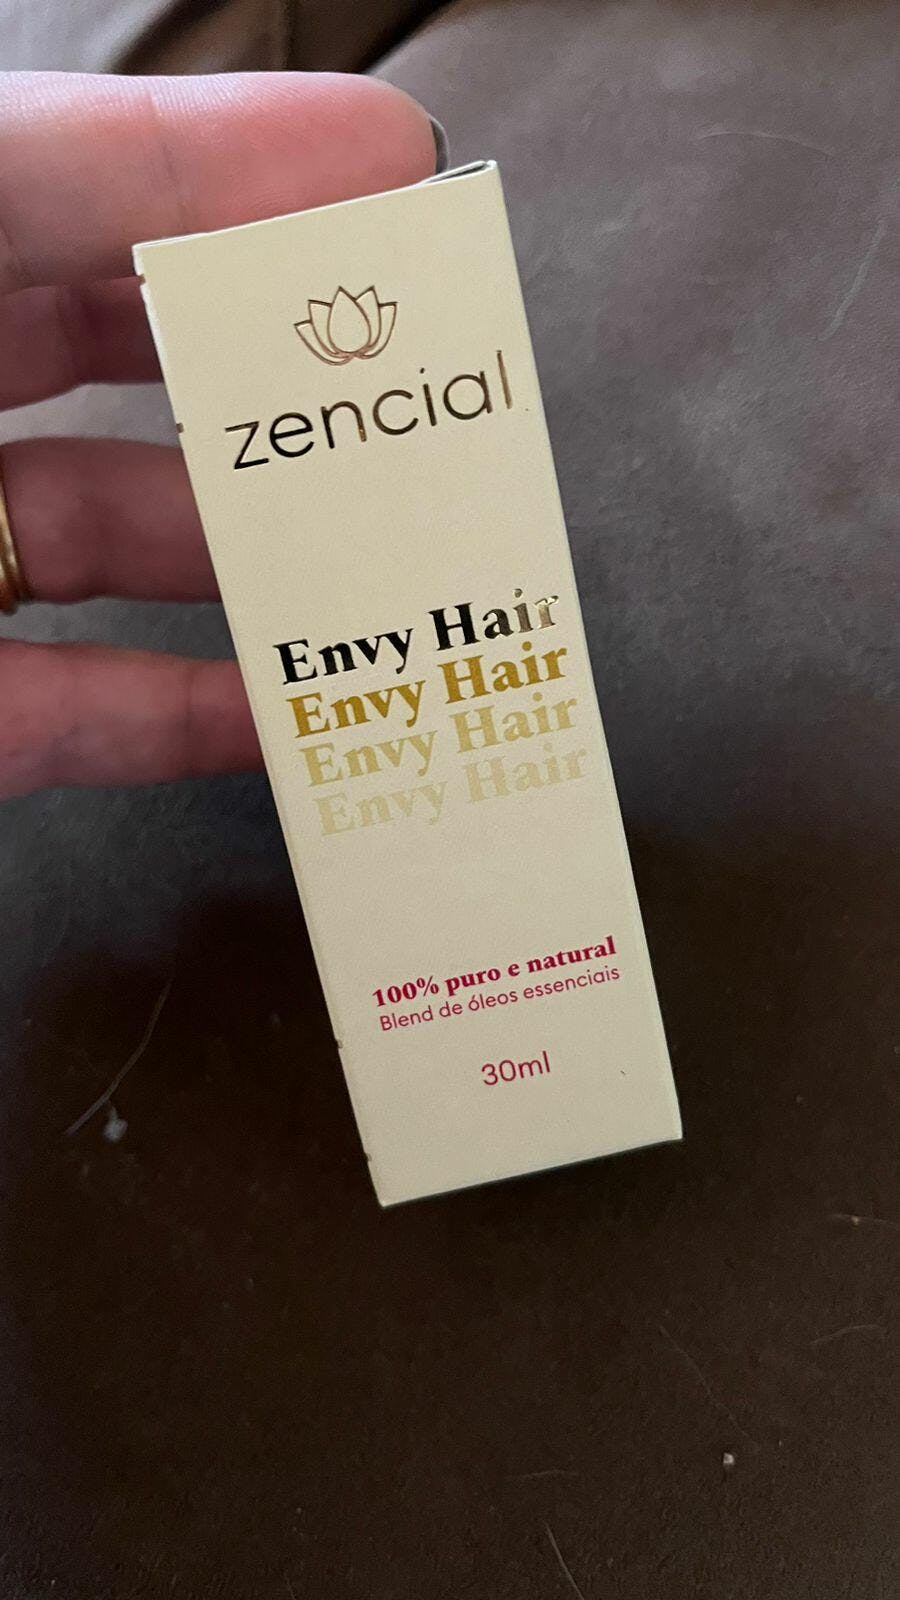 zencial
Envy Hair
Envy Hair
Envy Hair
Envy Hair
100% puro e natural
Blend de óleos essenciais
30ml